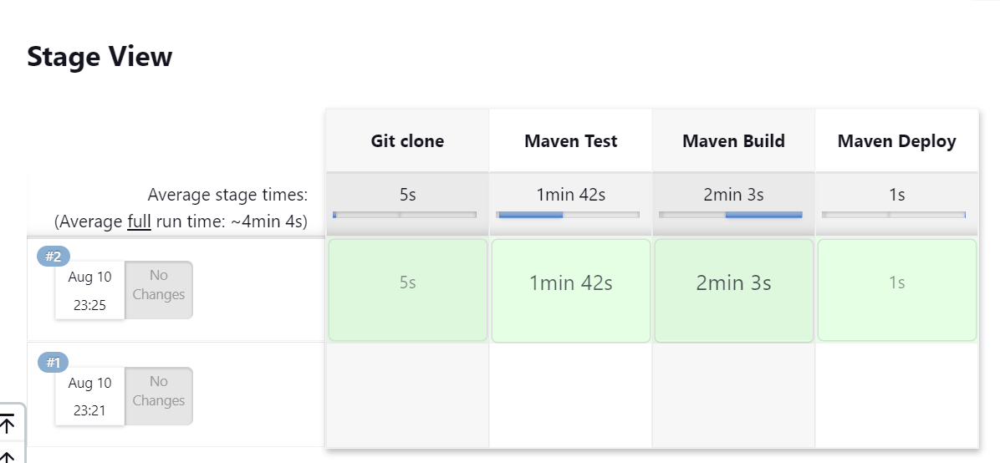 Stage View
Git clone
Maven Test
Maven Build
Maven Deploy
Average stage times:
(Average full run time: ~4min 4s)
5s
1min 42s
2min 3s
1s
#2
Aug 10
23:25
No
Changes
5s
1min 42s
2min 3s
1s
#1
Aug 10
23:21
No
Changes